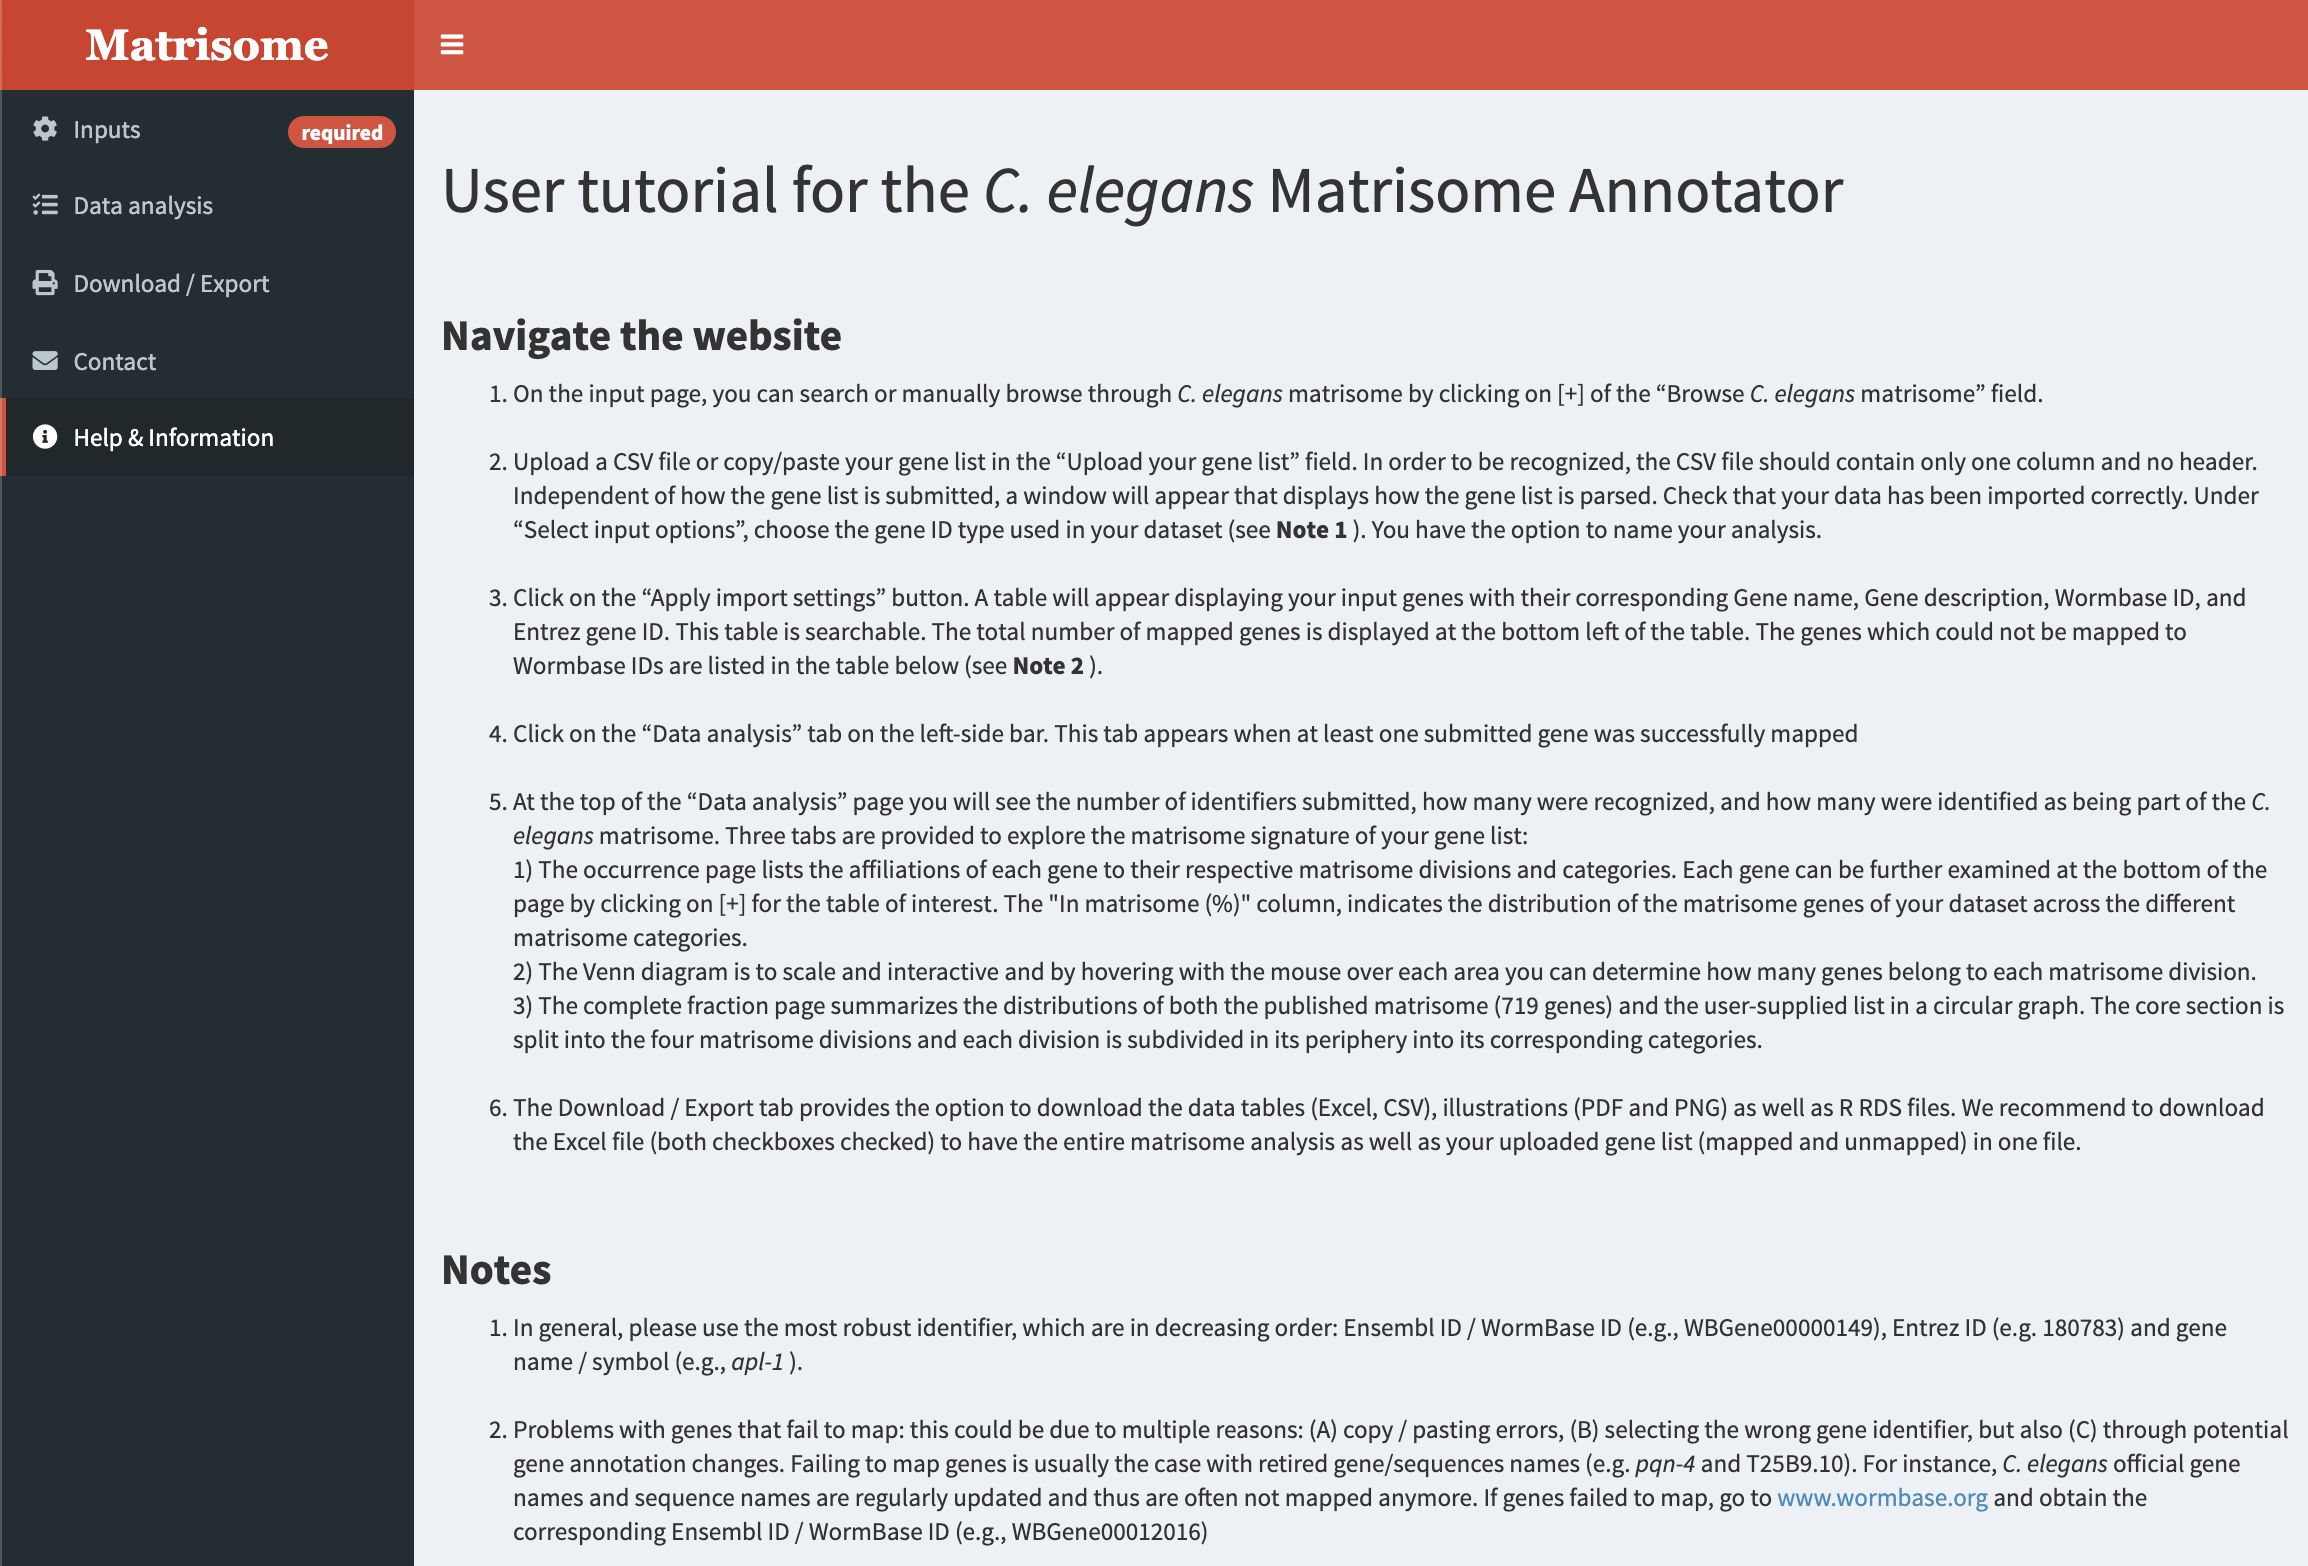 Matrisome
Inputs
required
Data analysis
Download / Export
Contact
Help & Information
User tutorial for the C. elegans Matrisome Annotator
Navigate the website
1. On the input page, you can search or manually browse through C. elegans matrisome by clicking on [+] of the “Browse C. elegans matrisome” field.
2. Upload a CSV file or copy/paste your gene list in the “Upload your gene list” field. In order to be recognized, the CSV file should contain only one column and no header.
Independent of how the gene list is submitted, a window will appear that displays how the gene list is parsed. Check that your data has been imported correctly. Under
“Select input options”, choose the gene ID type used in your dataset (see Note 1 ). You have the option to name your analysis.
3. Click on the “Apply import settings” button. A table will appear displaying your input genes with their corresponding Gene name, Gene description, Wormbase ID, and
Entrez gene ID. This table is searchable. The total number of mapped genes is displayed at the bottom left of the table. The genes which could not be mapped to
Wormbase IDs are listed in the table below (see Note 2 ).
4. Click on the “Data analysis” tab on the left-side bar. This tab appears when at least one submitted gene was successfully mapped
5. At the top of the “Data analysis” page you will see the number of identifiers submitted, how many were recognized, and how many were identified as being part of the C.
elegans matrisome. Three tabs are provided to explore the matrisome signature of your gene list:
1) The occurrence page lists the affiliations of each gene to their respective matrisome divisions and categories. Each gene can be further examined at the bottom of the
page by clicking on [+] for the table of interest. The "In matrisome (%)" column, indicates the distribution of the matrisome genes of your dataset across the different
matrisome categories.
2) The Venn diagram is to scale and interactive and by hovering with the mouse over each area you can determine how many genes belong to each matrisome division.
3) The complete fraction page summarizes the distributions of both the published matrisome (719 genes) and the user-supplied list in a circular graph. The core section is
split into the four matrisome divisions and each division is subdivided in its periphery into its corresponding categories.
6. The Download / Export tab provides the option to download the data tables (Excel, CSV), illustrations (PDF and PNG) as well as R RDS files. We recommend to download
the Excel file (both checkboxes checked) to have the entire matrisome analysis as well as your uploaded gene list (mapped and unmapped) in one file.
Notes
1. In general, please use the most robust identifier, which are in decreasing order: Ensembl ID / WormBase ID (e.g., WBGene00000149), Entrez ID (e.g. 180783) and gene
name / symbol (e.g., apl-1 ).
2. Problems with genes that fail to map: this could be due to multiple reasons: (A) copy / pasting errors, (B) selecting the wrong gene identifier, but also (C) through potential
gene annotation changes. Failing to map genes is usually the case with retired gene/sequences names (e.g. pqn-4 and T25B9.10). For instance, C. elegans official gene
names and sequence names are regularly updated and thus are often not mapped anymore. If genes failed to map, go to www.wormbase.org and obtain the
corresponding Ensembl ID / WormBase ID (e.g., WBGene00012016)